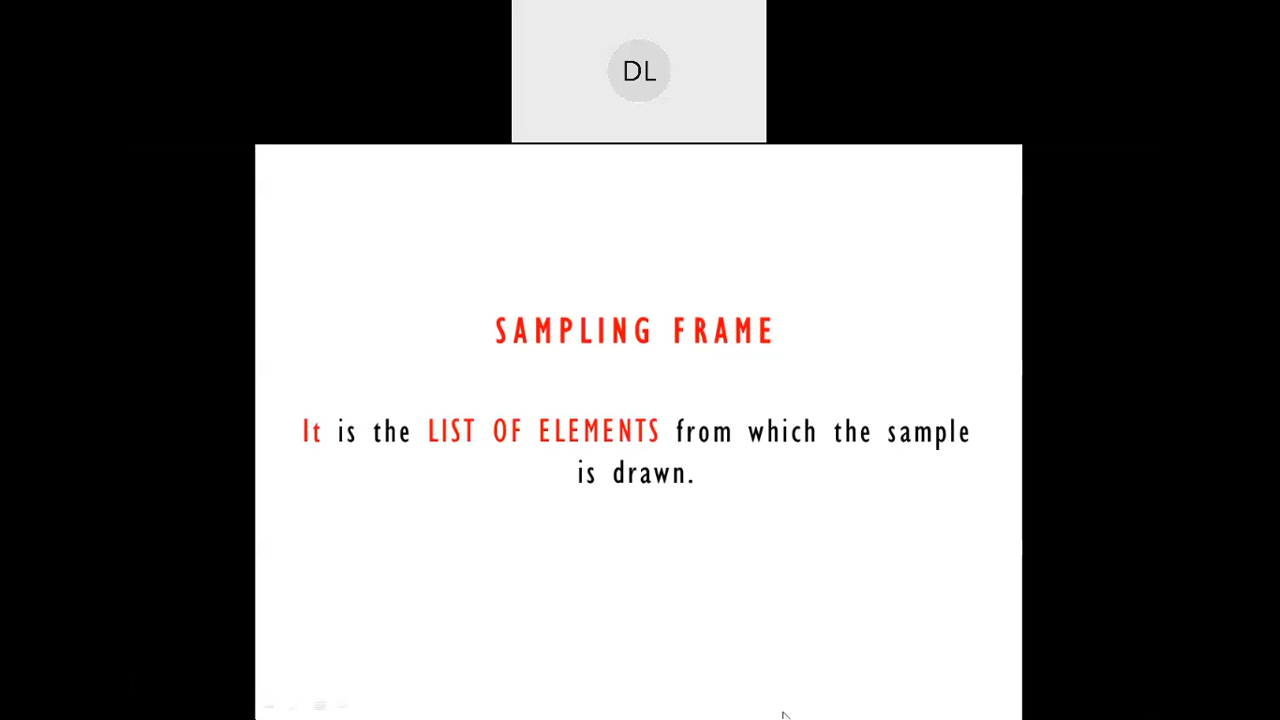 DL
SAMPLING FRAME
It is the LIST OF ELEMENTS from which the sample
is drawn.